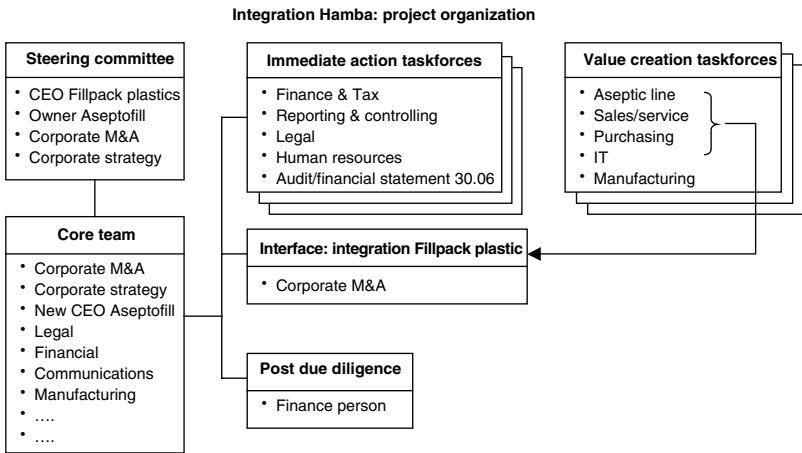 Integration Hamba: project organization
Steering committee
• CEO Fillpack plastics
• Owner Aseptofill
• Corporate M&A
• Corporate strategy
Core team
• Corporate M&A
• Corporate strategy
• New CEO Aseptofill
• Legal
• Financial
• Communications
• Manufacturing
• ....
• ....
Immediate action taskforces
• Finance & Tax
• Reporting & controlling
• Legal
• Human resources
• Audit/financial statement 30.06
Interface: integration Fillpack plastic
• Corporate M&A
Post due diligence
• Finance person
Value creation taskforces
• Aseptic line
• Sales/service
• Purchasing
• IT
• Manufacturing